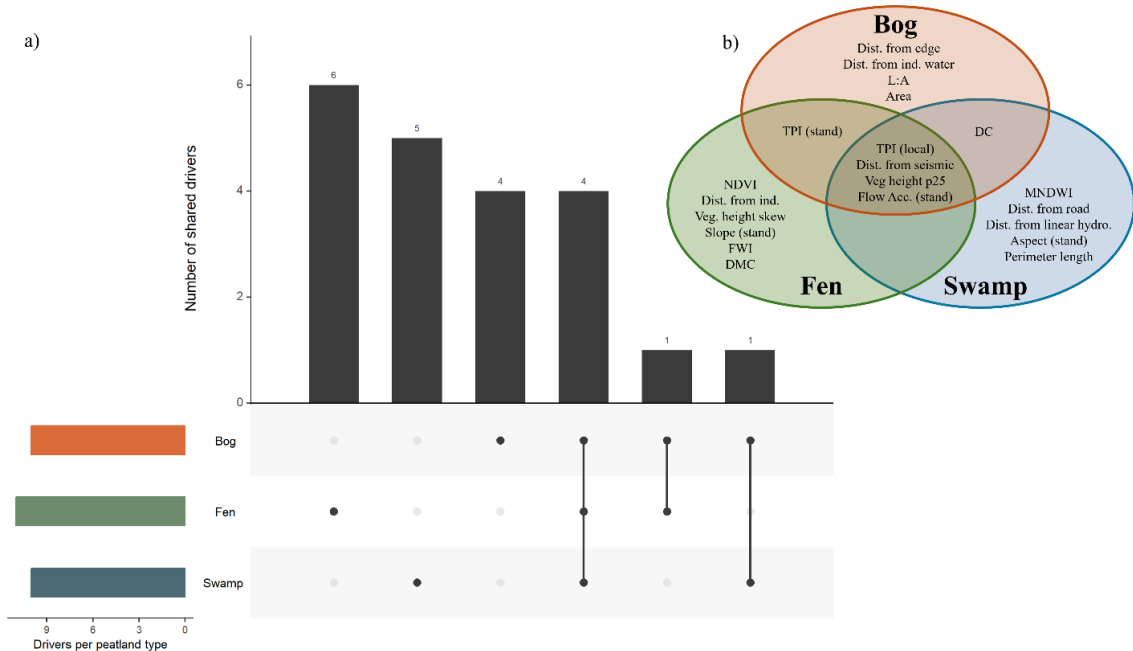 a)
Number of shared drivers
6
4
2
0
6
5
4
4
1
1
Bog
Fen
Swamp
9 6 3 0
Drivers per peatland type
b)
Bog
Dist. from edge
Dist. from ind. water
L:A
Area
TPI (stand)
DC
TPI (local)
Dist. from seismic
Veg height p25
Flow Acc. (stand)
NDVI
Dist. from ind.
Veg. height skew
Slope (stand)
FWI
DMC
MNDWI
Dist. from road
Dist. from linear hydro.
Aspect (stand)
Perimeter length
Fen
Swamp